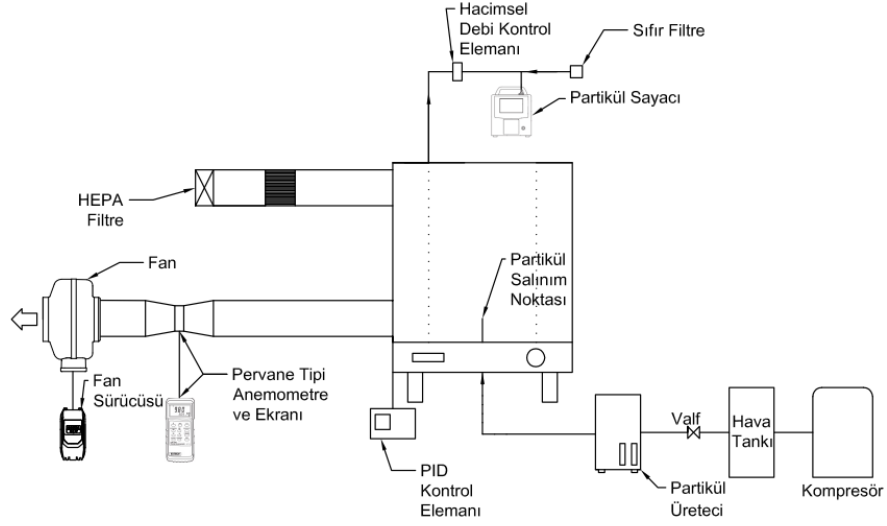 Hacimsel
Debi Kontrol
Elemanı
Sıfır Filtre
Partikül Sayacı
HEPA
Filtre
Fan
Partikül
Salınım
Noktası
Fan
Sürücüsü
Pervane Tipi
Anemometre
ve Ekranı
PID
Kontrol
Elemanı
Valf
Hava
Tankı
Partikül
Üreteci
Kompresör